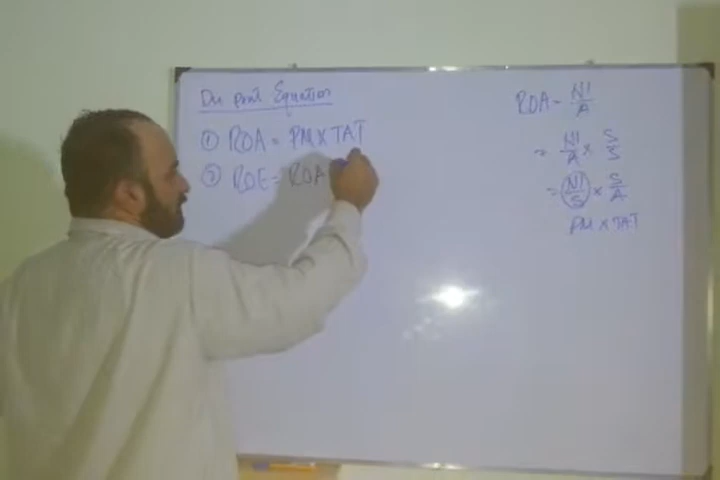 Du pont Equation
① ROA = PM x TAT
② ROE = ROA
ROA = NI/A
= NI/A x S/S
= NI/S x S/A
PM x TAT